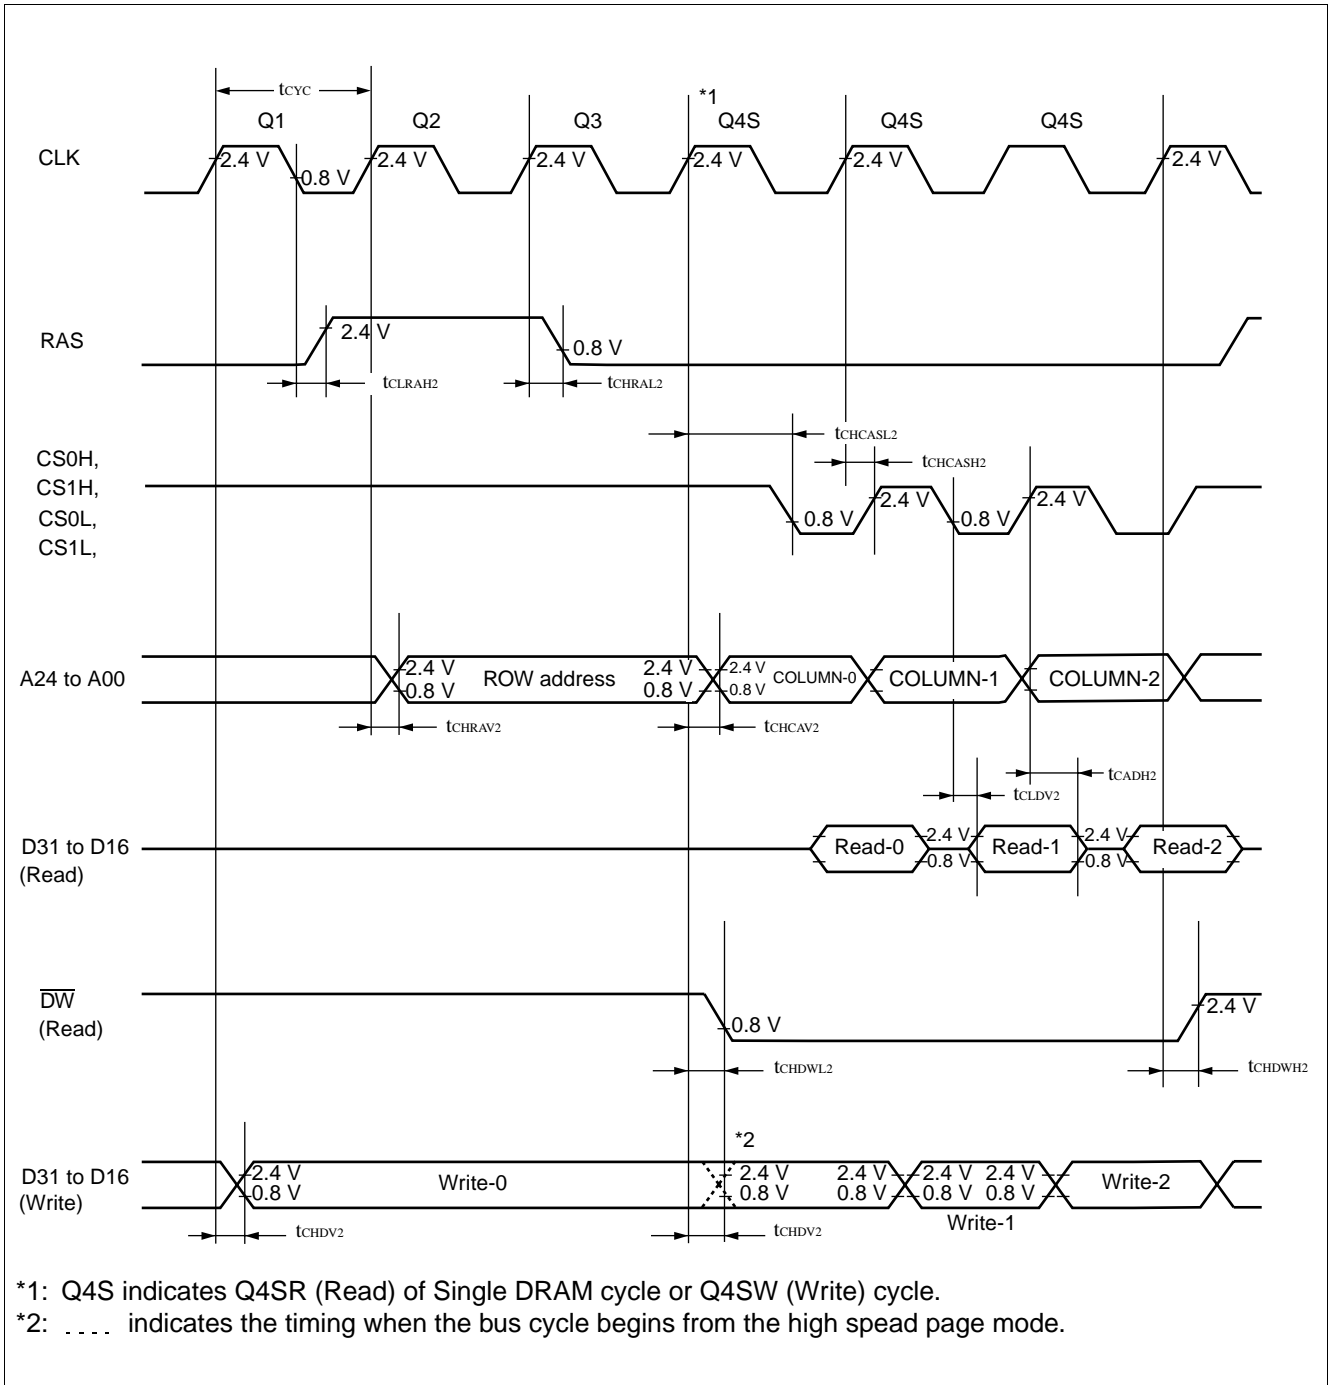 tCYC
*1
Q1 Q2 Q3 Q4S Q4S Q4S
CLK 2.4 V 0.8 V 2.4 V 2.4 V 2.4 V 2.4 V 2.4 V
RAS 2.4 V 0.8 V
tCLRAH2 tCHRAL2
tCHCASL2
tCHCASH2
CS0H,
CS1H,
CS0L,
CS1L,
0.8 V 2.4 V 0.8 V 2.4 V
A24 to A00
2.4 V ROW address 2.4 V 2.4 V COLUMN-0 COLUMN-1 COLUMN-2
0.8 V 0.8 V 0.8 V
tCHRAV2 tCHCAV2
tCADH2
tCLDV2
D31 to D16
(Read)
Read-0 2.4 V Read-1 2.4 V Read-2
0.8 V 0.8 V
DW
(Read)
0.8 V 2.4 V
tCHDWL2 tCHDWH2
*2
D31 to D16
(Write)
2.4 V Write-0 2.4 V 2.4 V 2.4 V 2.4 V Write-2
0.8 V 0.8 V 0.8 V 0.8 V 0.8 V
Write-1
tCHDV2 tCHDV2
*1: Q4S indicates Q4SR (Read) of Single DRAM cycle or Q4SW (Write) cycle.
*2: .... indicates the timing when the bus cycle begins from the high spead page mode.